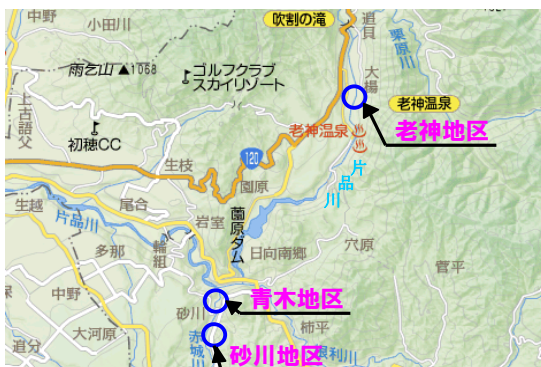 中野
小田川
吹割の滝
道貝
栗原川
雨乞山 ▲1068
ゴルフクラブ
スカイリゾート
大楊
老神温泉
上古語父
初穂CC
老神温泉
老神地区
生枝
120
園原
片品川
生越
片品川
尾合
岩室
薗原ダム
日向南郷
穴原
多那
輪組
菅平
中野
砂川
青木地区
大河原
赤城
柿平
直分
砂川地区
根利川